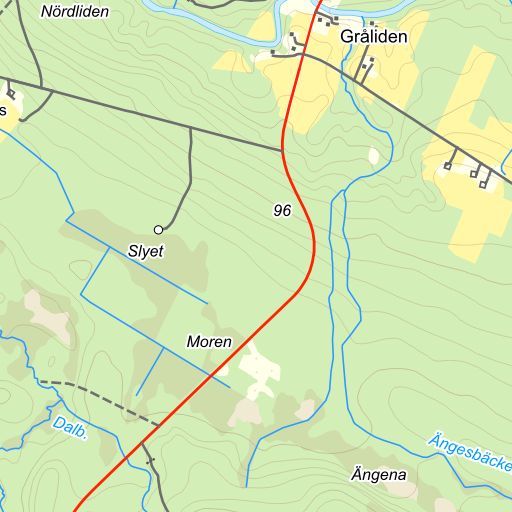 Nördliden
Gråliden
s
96
Slyet
Moren
Dalb.
Ängesbäcke
Ängena